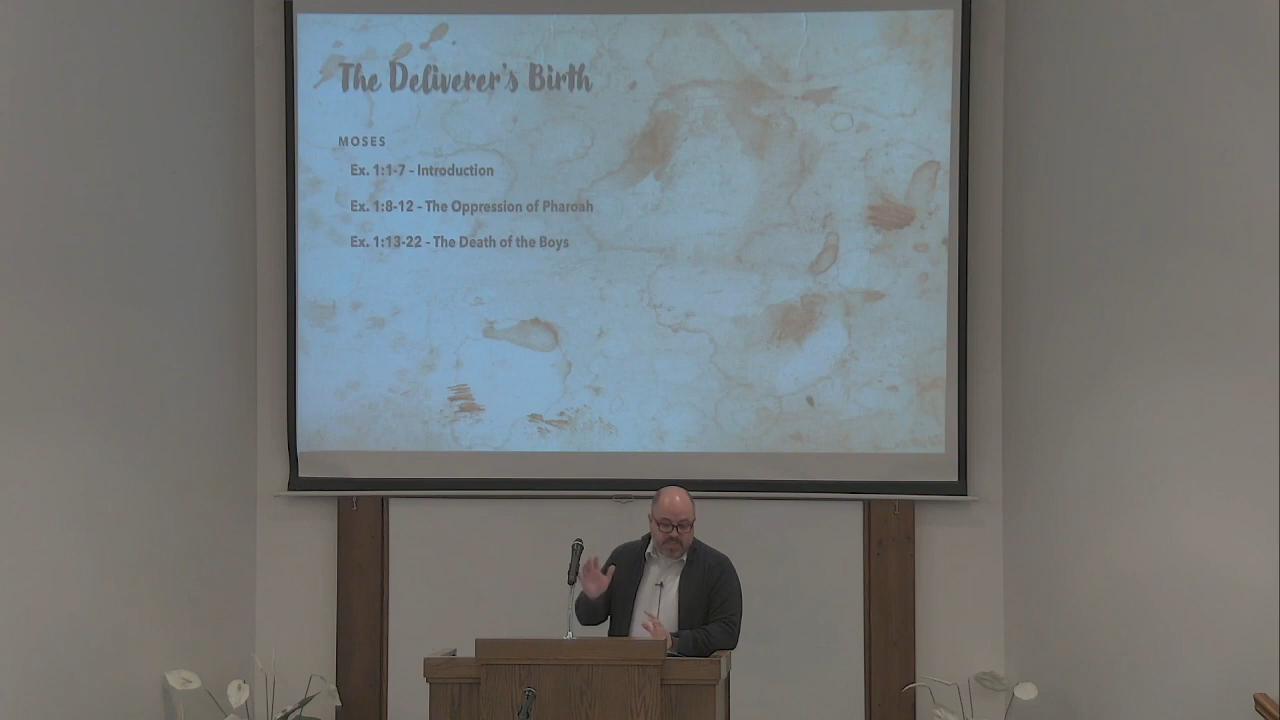 The Deliverer's Birth
MOSES
Ex. 1:1-7 - Introduction
Ex. 1:8-12 - The Oppression of Pharoah
Ex. 1:13-22 - The Death of the Boys